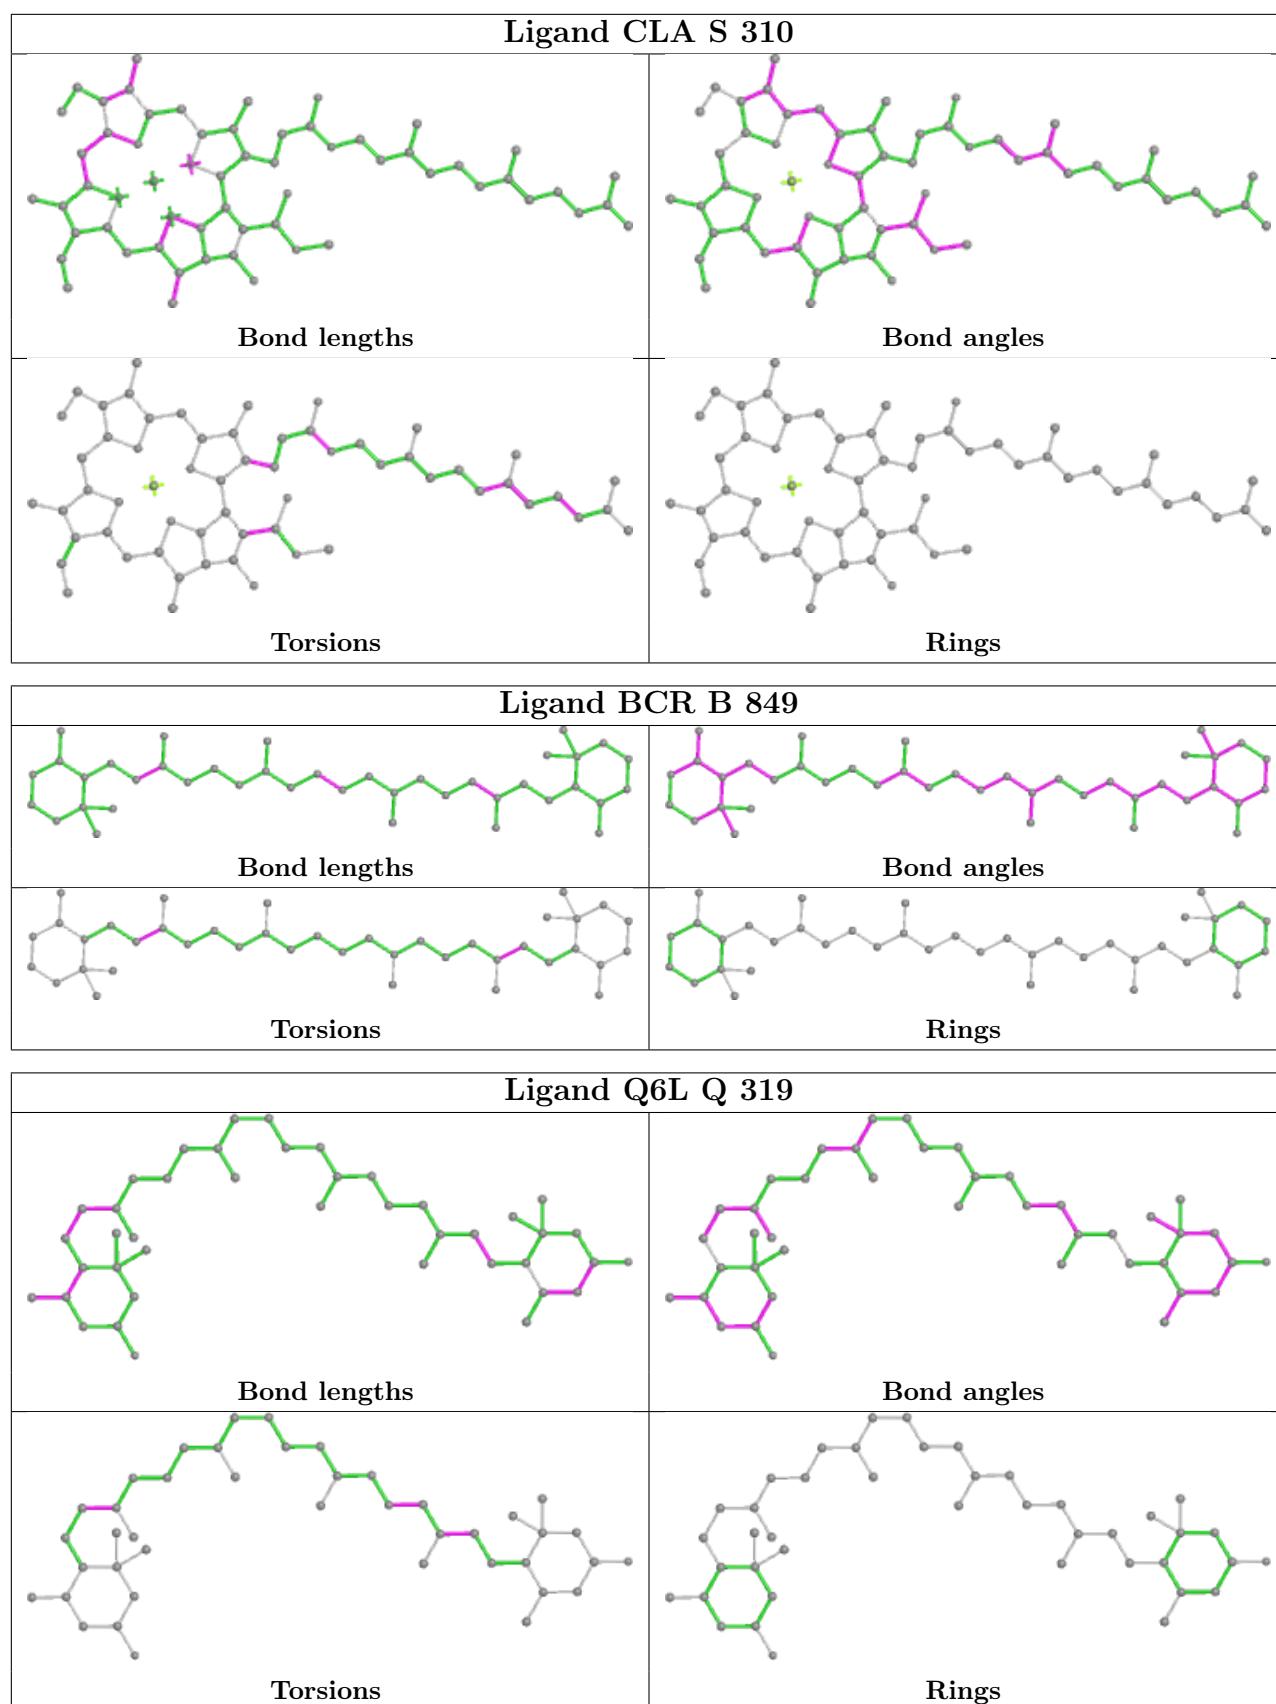 Ligand CLA S 310
Bond lengths
Bond angles
Torsions
Rings
Ligand BCR B 849
Bond lengths
Bond angles
Torsions
Rings
Ligand Q6L Q 319
Bond lengths
Bond angles
Torsions
Rings